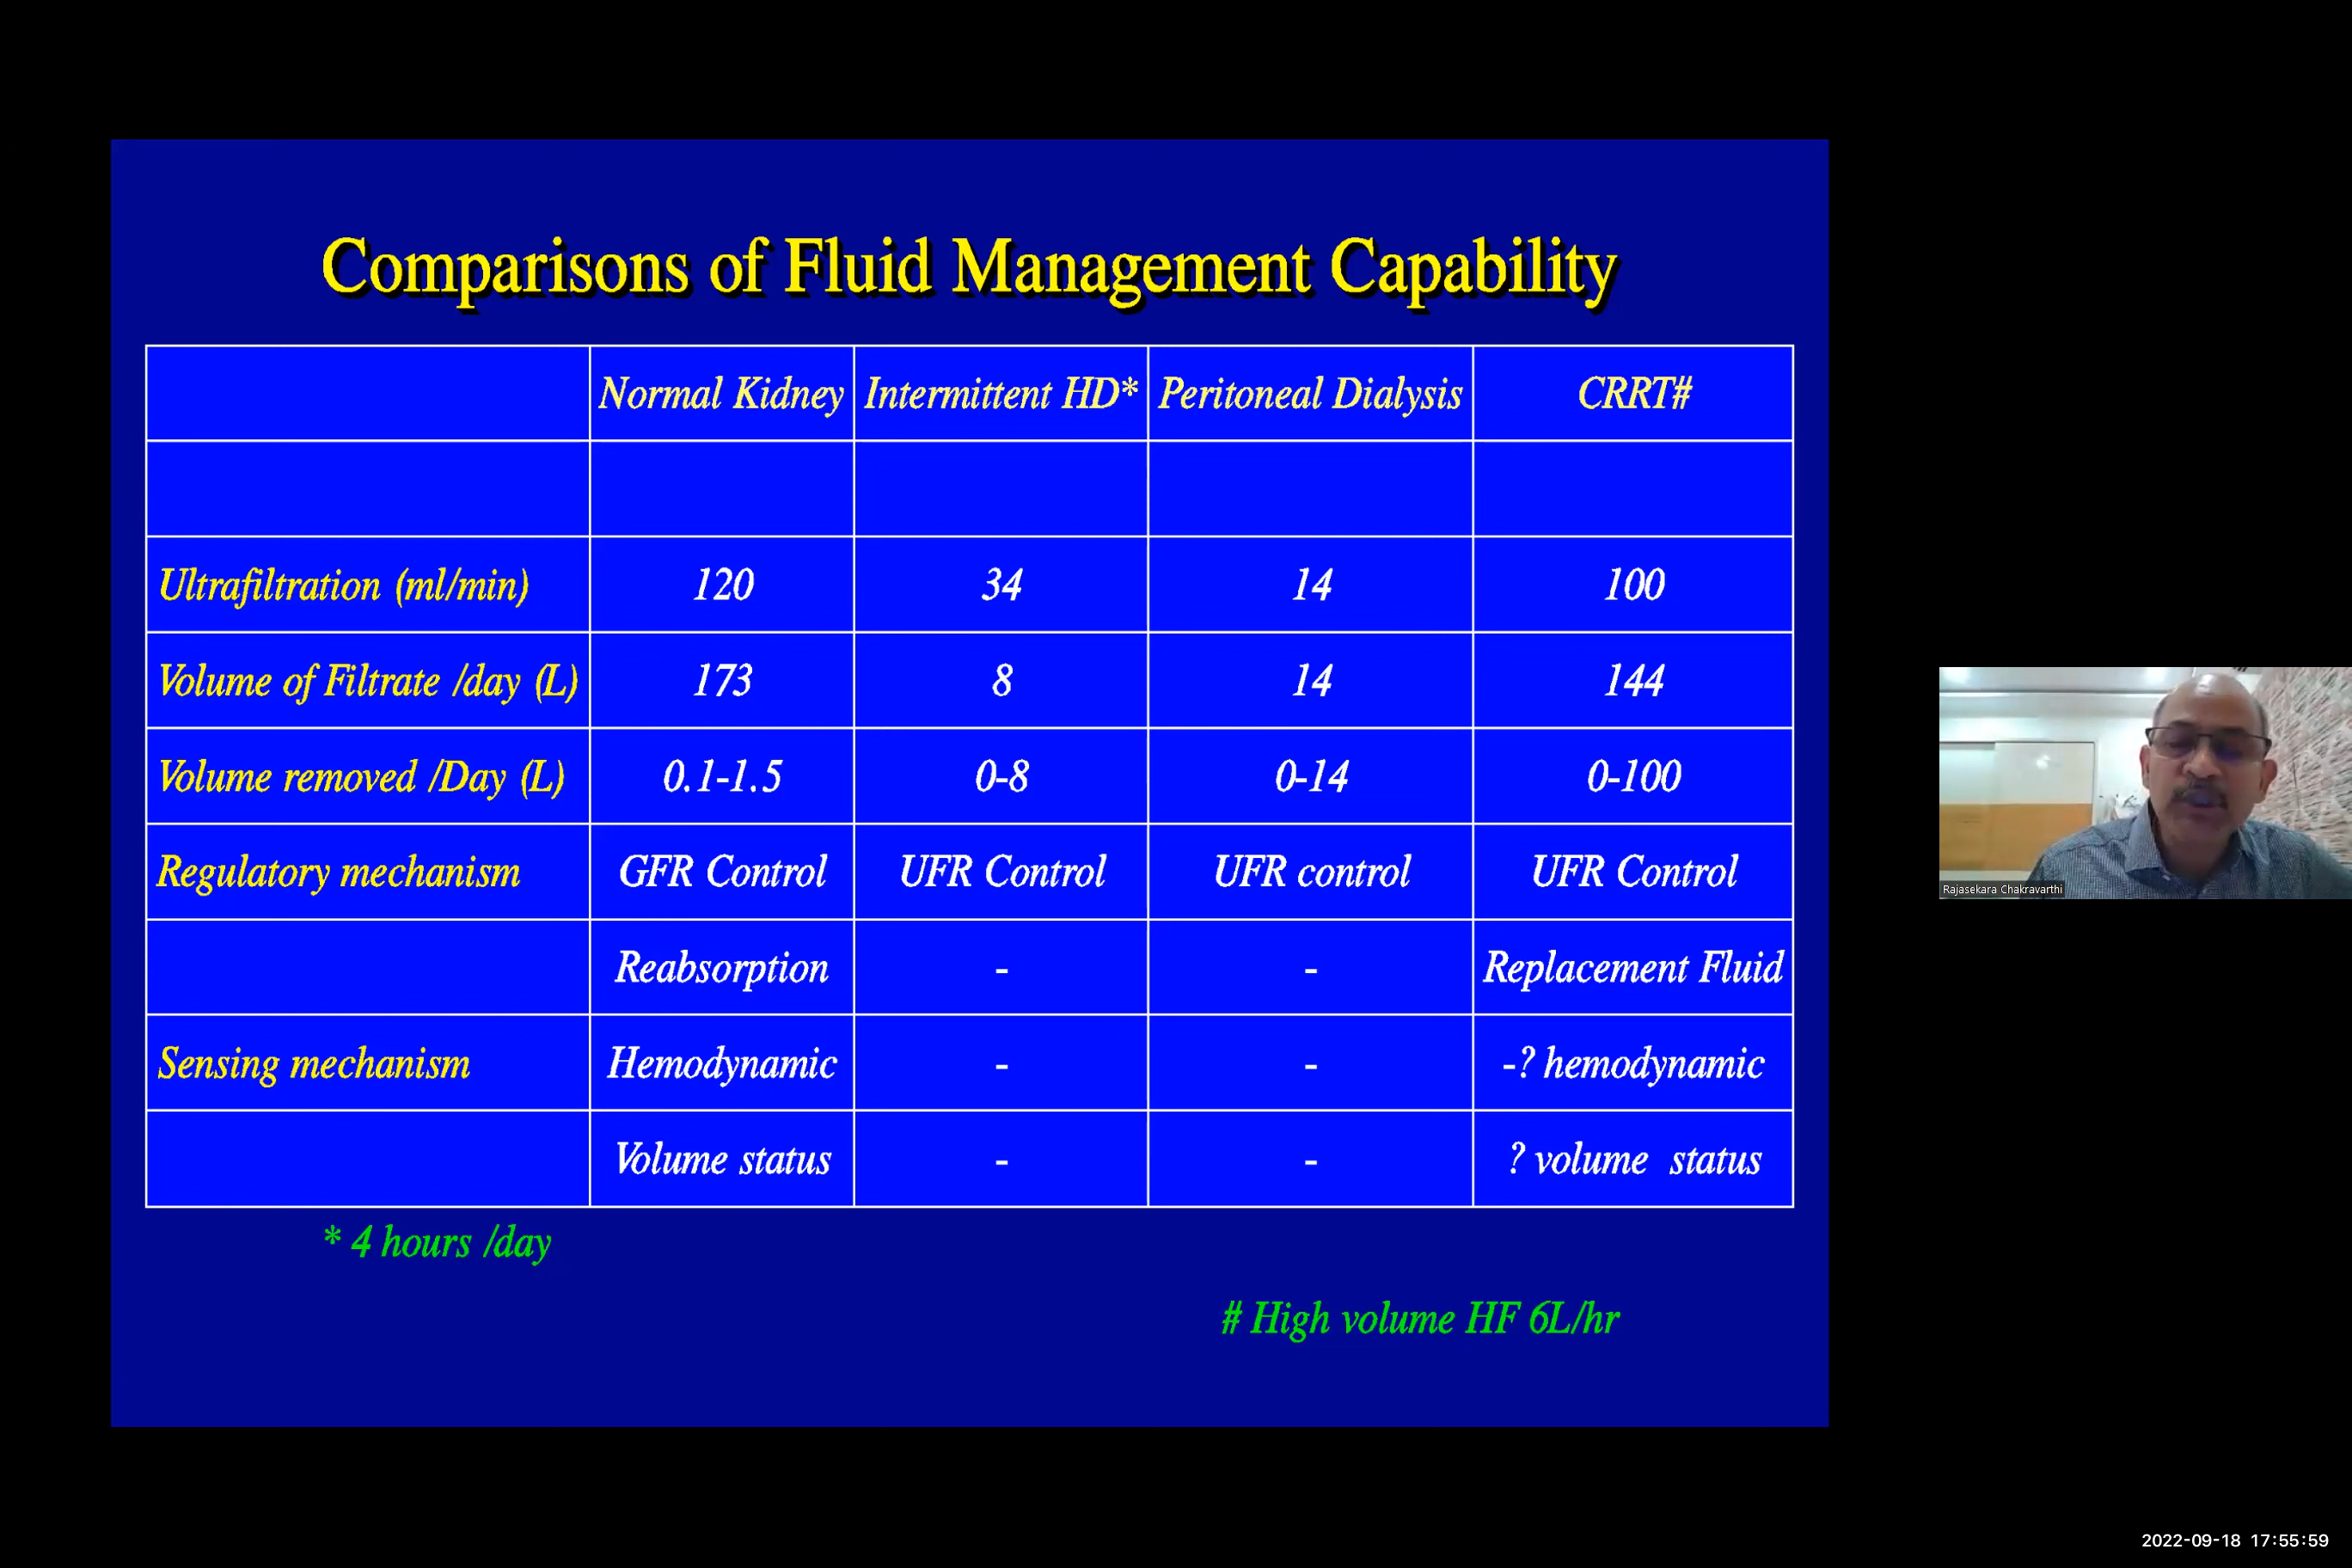 Comparisons of Fluid Management Capability
Normal Kidney Intermittent HD* Peritoneal Dialysis CRRT#
Ultrafiltration (ml/min) 120 34 14 100
Volume of Filtrate /day (L) 173 8 14 144
Volume removed /Day (L) 0.1-1.5 0-8 0-14 0-100
Regulatory mechanism GFR Control UFR Control UFR control UFR Control
Reabsorption - - Replacement Fluid
Sensing mechanism Hemodynamic - - -? hemodynamic
Volume status - - ? volume status
* 4 hours /day
# High volume HF 6L/hr
Rajasekara Chakravarthi
2022-09-18 17:55:59